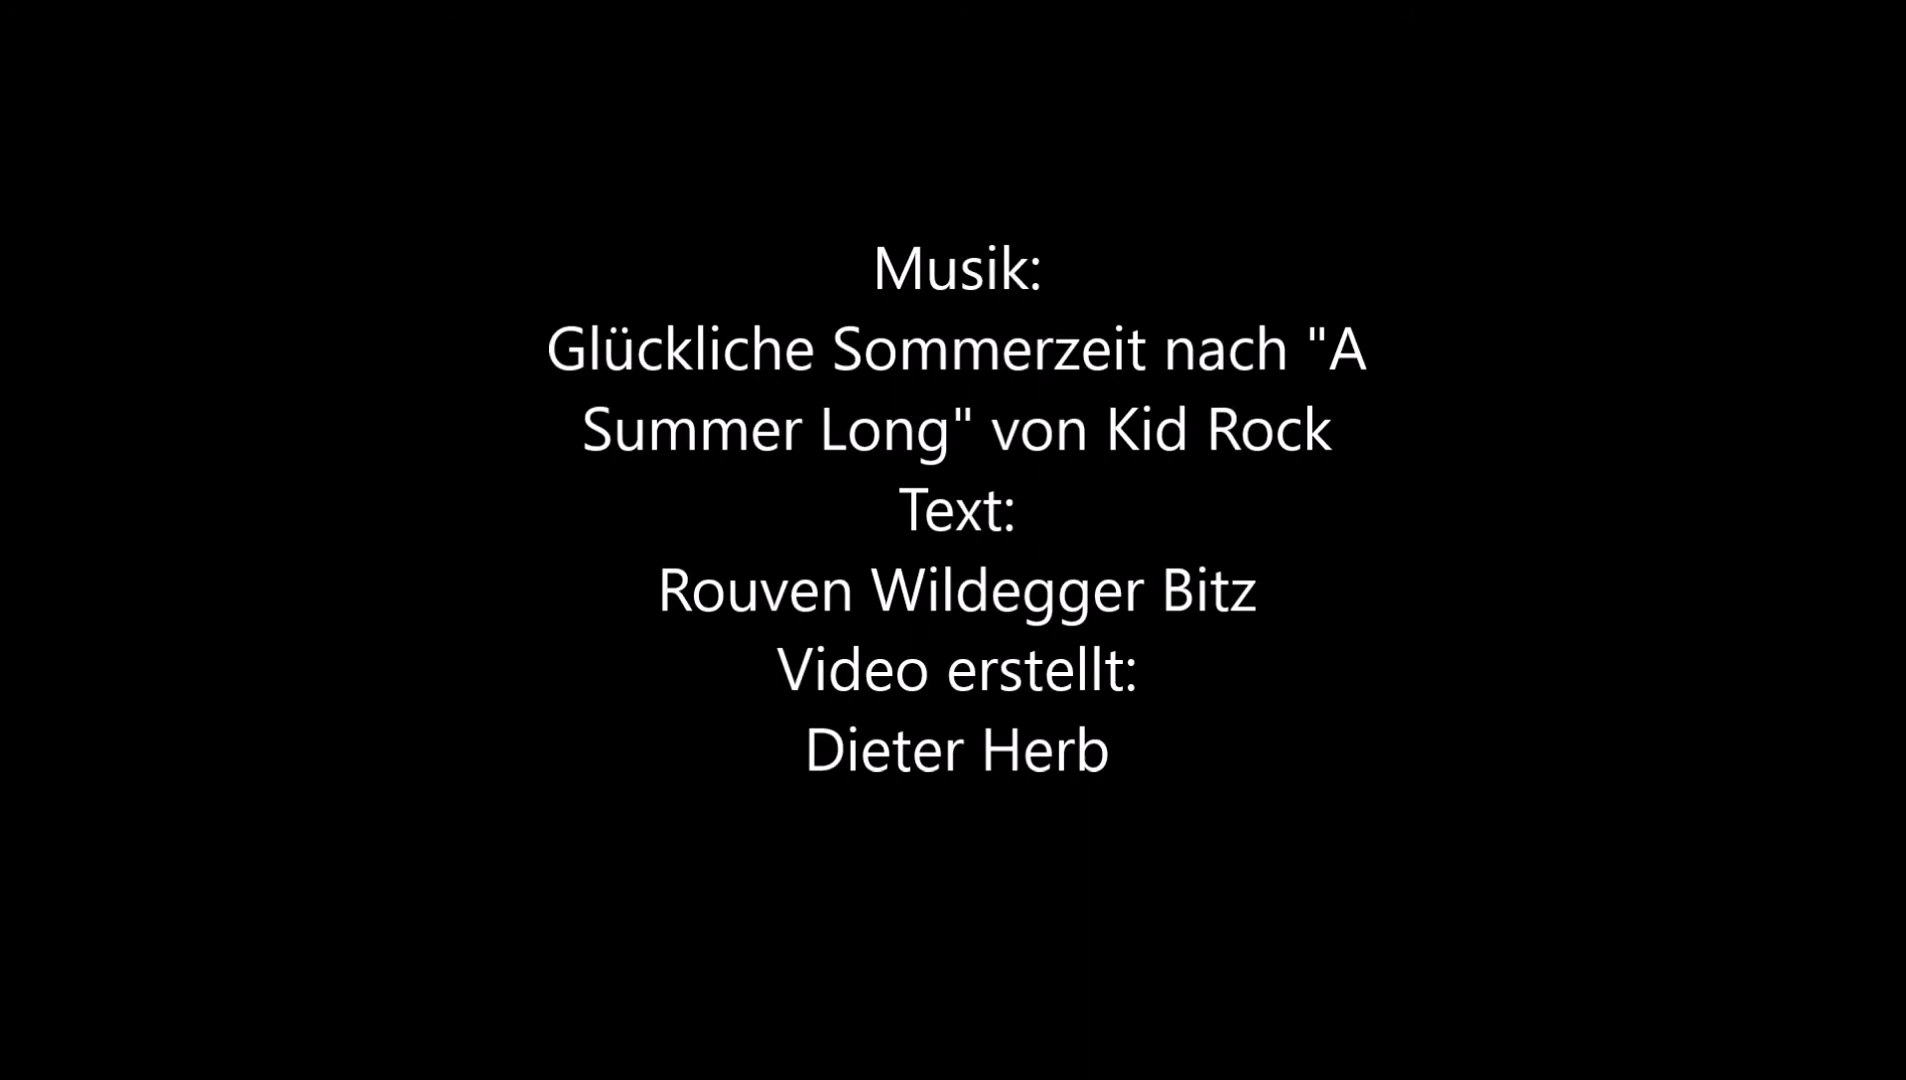 Musik:
Glückliche Sommerzeit nach "A
Summer Long" von Kid Rock
Text:
Rouven Wildegger Bitz
Video erstellt:
Dieter Herb